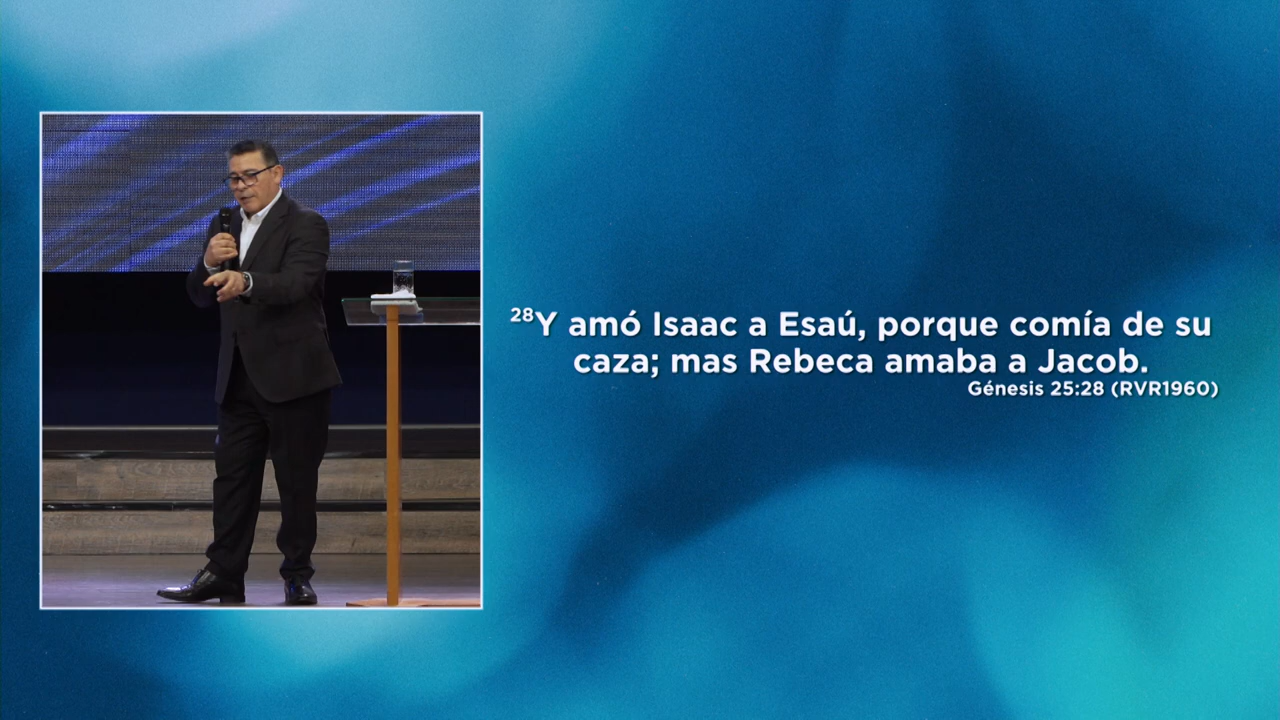 ²⁸Y amó Isaac a Esaú, porque comía de su
caza; mas Rebeca amaba a Jacob.
Génesis 25:28 (RVR1960)